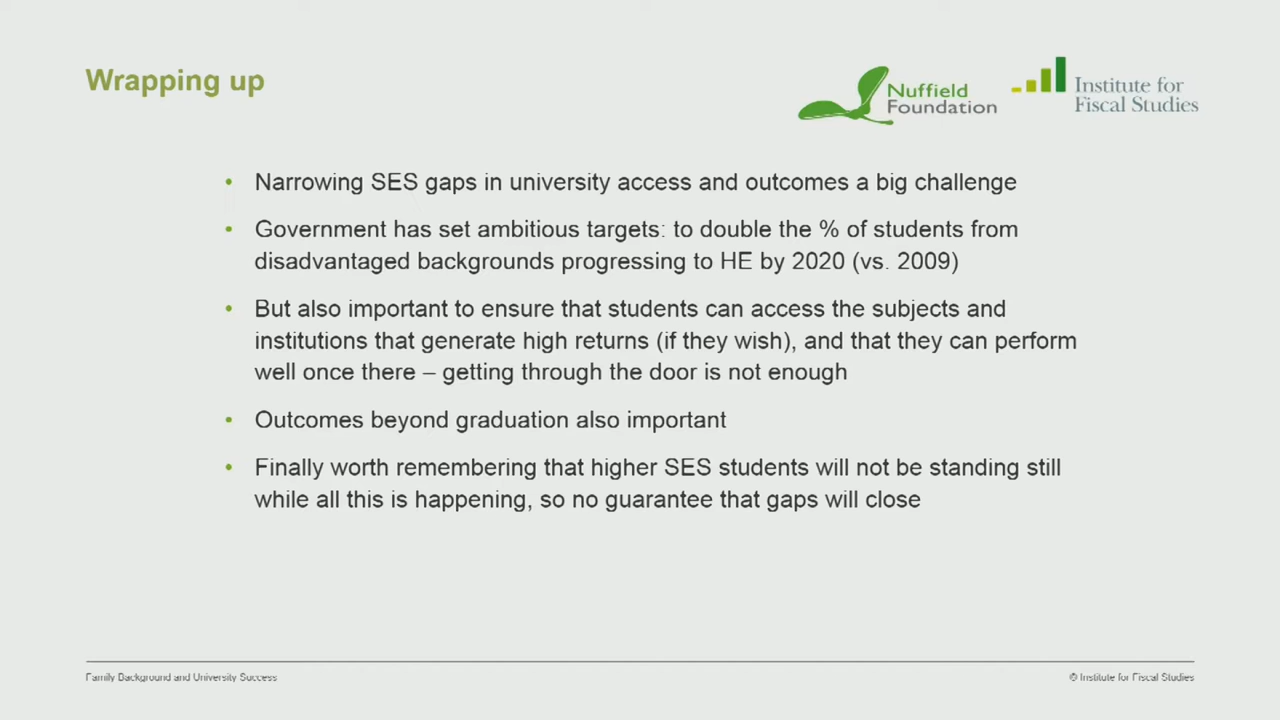 Wrapping up
Nuffield
Foundation
Institute for
Fiscal Studies
• Narrowing SES gaps in university access and outcomes a big challenge
• Government has set ambitious targets: to double the % of students from
disadvantaged backgrounds progressing to HE by 2020 (vs. 2009)
• But also important to ensure that students can access the subjects and
institutions that generate high returns (if they wish), and that they can perform
well once there – getting through the door is not enough
• Outcomes beyond graduation also important
• Finally worth remembering that higher SES students will not be standing still
while all this is happening, so no guarantee that gaps will close
Family Background and University Success
© Institute for Fiscal Studies